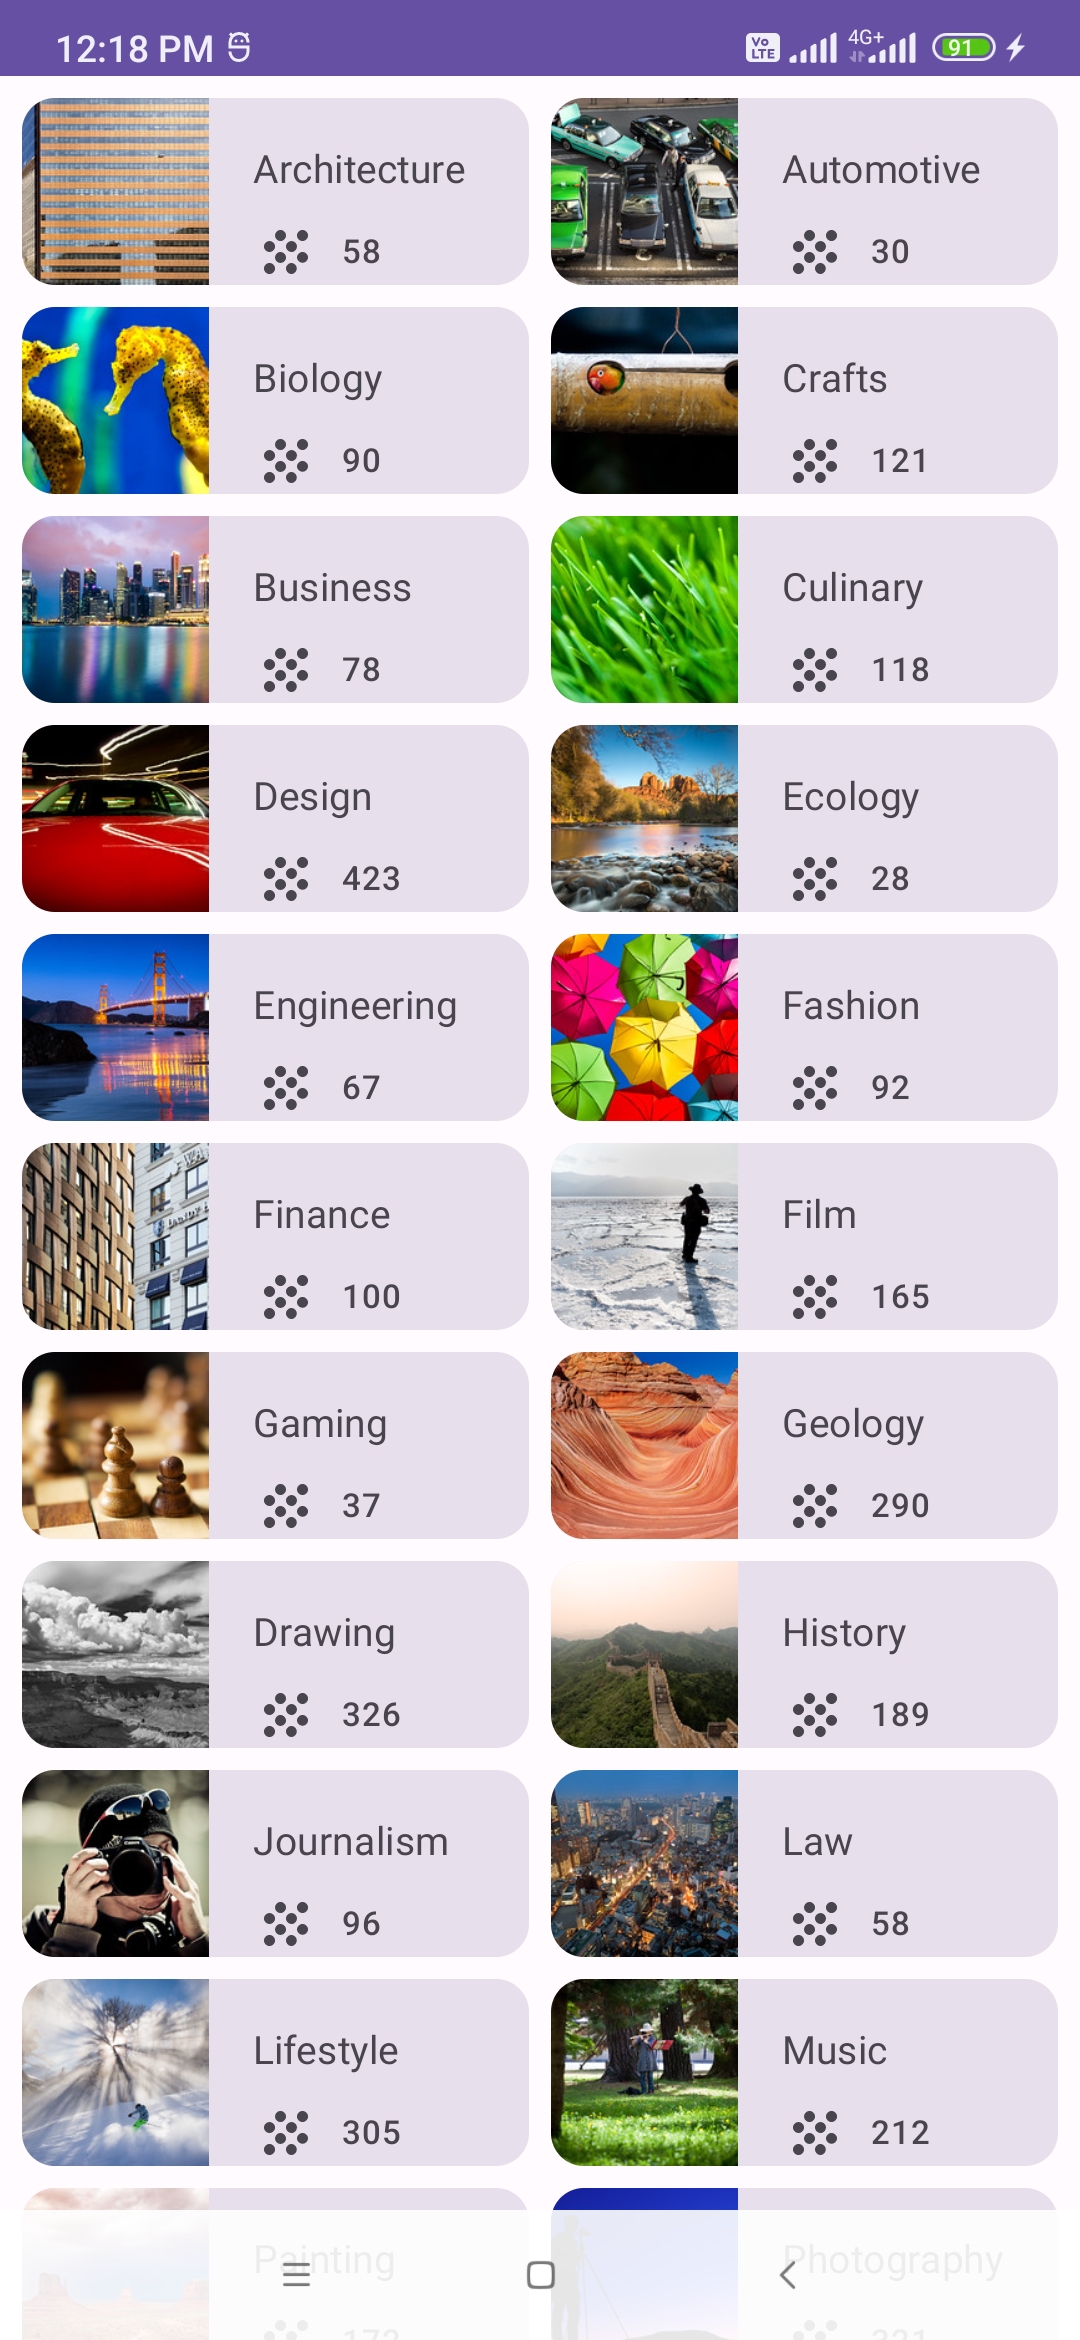 12:18 PM
Vo LTE
4G+
91
Architecture
58
Automotive
30
Biology
90
Crafts
121
Business
78
Culinary
118
Design
423
Ecology
28
Engineering
67
Fashion
92
Finance
100
Film
165
Gaming
37
Geology
290
Drawing
326
History
189
Journalism
96
Law
58
Lifestyle
305
Music
212
Painting
Photography